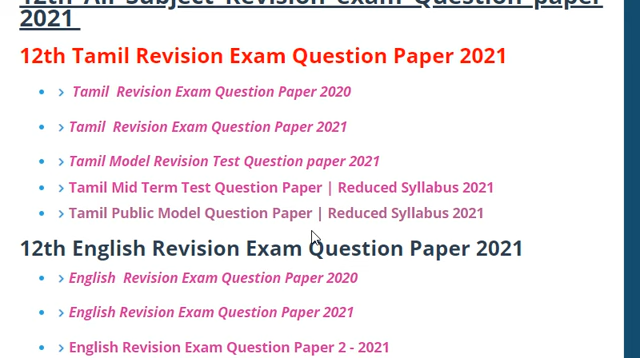 12th All Subject Revision exam Question paper
2021
12th Tamil Revision Exam Question Paper 2021
Tamil Revision Exam Question Paper 2020
Tamil Revision Exam Question Paper 2021
Tamil Model Revision Test Question paper 2021
Tamil Mid Term Test Question Paper | Reduced Syllabus 2021
Tamil Public Model Question Paper | Reduced Syllabus 2021
12th English Revision Exam Question Paper 2021
English Revision Exam Question Paper 2020
English Revision Exam Question Paper 2021
English Revision Exam Question Paper 2 - 2021